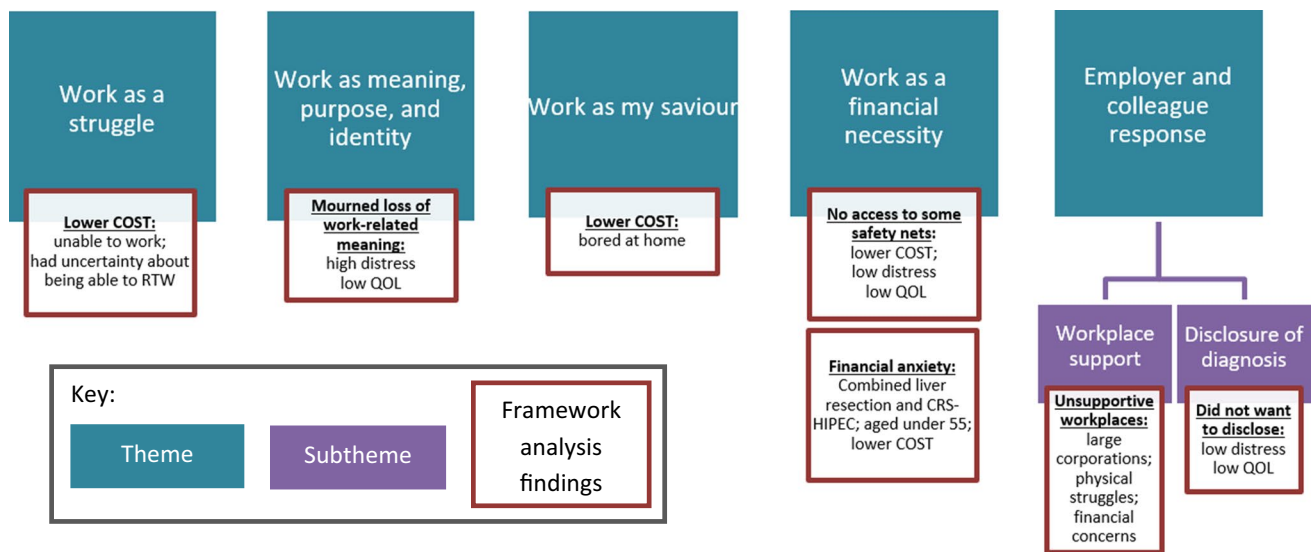 Work as a
struggle
Lower COST:
unable to work;
had uncertainty about
being able to RTW
Work as meaning,
purpose, and
identity
Mourned loss of
work-related
meaning:
high distress
low QOL
Work as my saviour
Lower COST:
bored at home
Work as a
financial
necessity
No access to some
safety nets:
lower COST;
low distress
low QOL
Financial anxiety:
Combined liver
resection and CRS-
HIPEC; aged under 55;
lower COST
Employer and
colleague
response
Workplace
support
Unsupportive
workplaces:
large
corporations;
physical
struggles;
financial
concerns
Disclosure of
diagnosis
Did not want
to disclose:
low distress
low QOL
Key:
Theme
Subtheme
Framework
analysis
findings